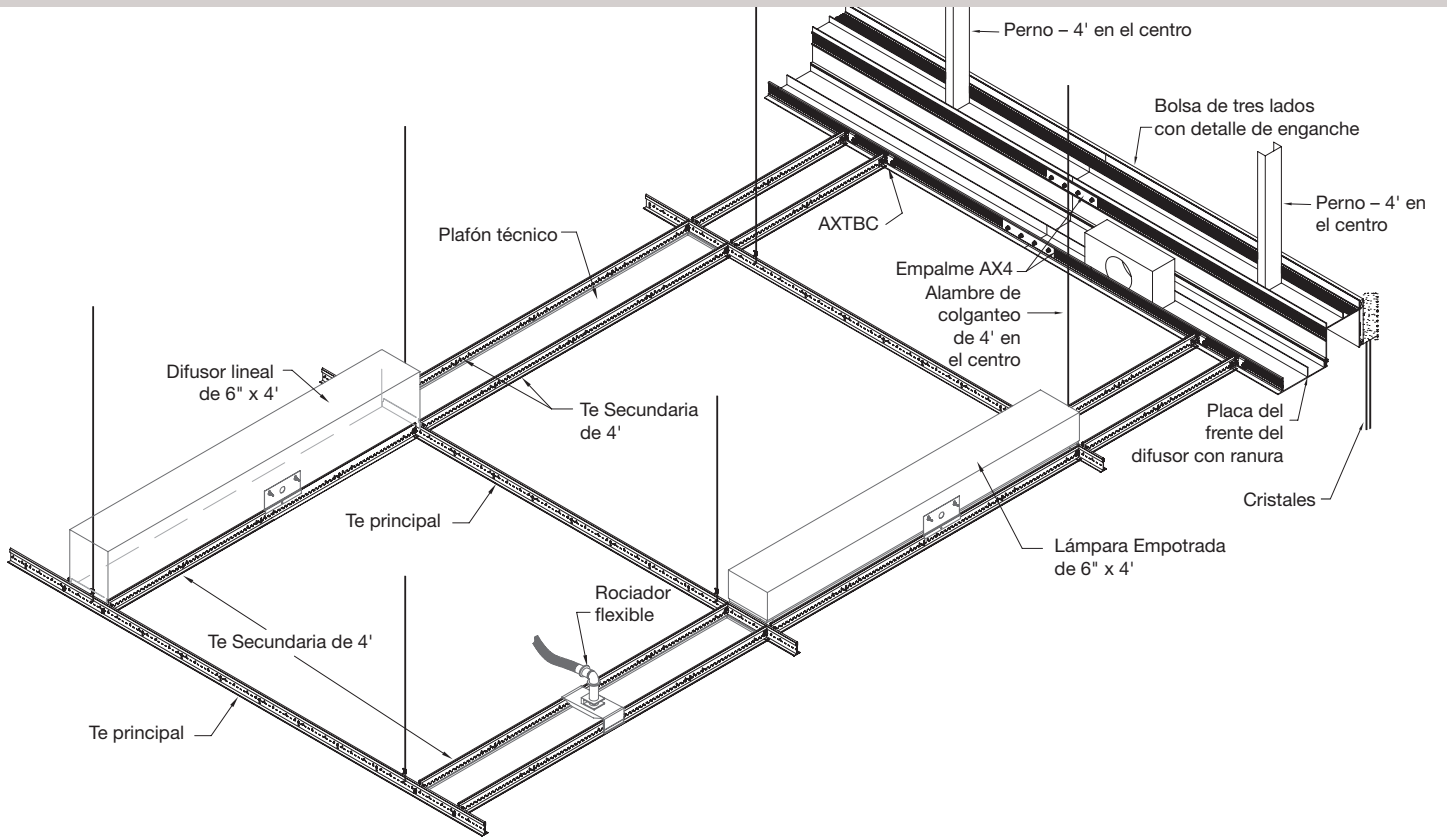 Perno – 4' en el centro
Bolsa de tres lados
con detalle de enganche
Perno – 4' en
el centro
AXTBC
Plafón técnico
Empalme AX4
Alambre de
colganteo
de 4' en
el centro
Difusor lineal
de 6" x 4'
Te Secundaria
de 4'
Placa del
frente del
difusor con ranura
Cristales
Te principal
Lámpara Empotrada
de 6" x 4'
Rociador
flexible
Te Secundaria de 4'
Te principal